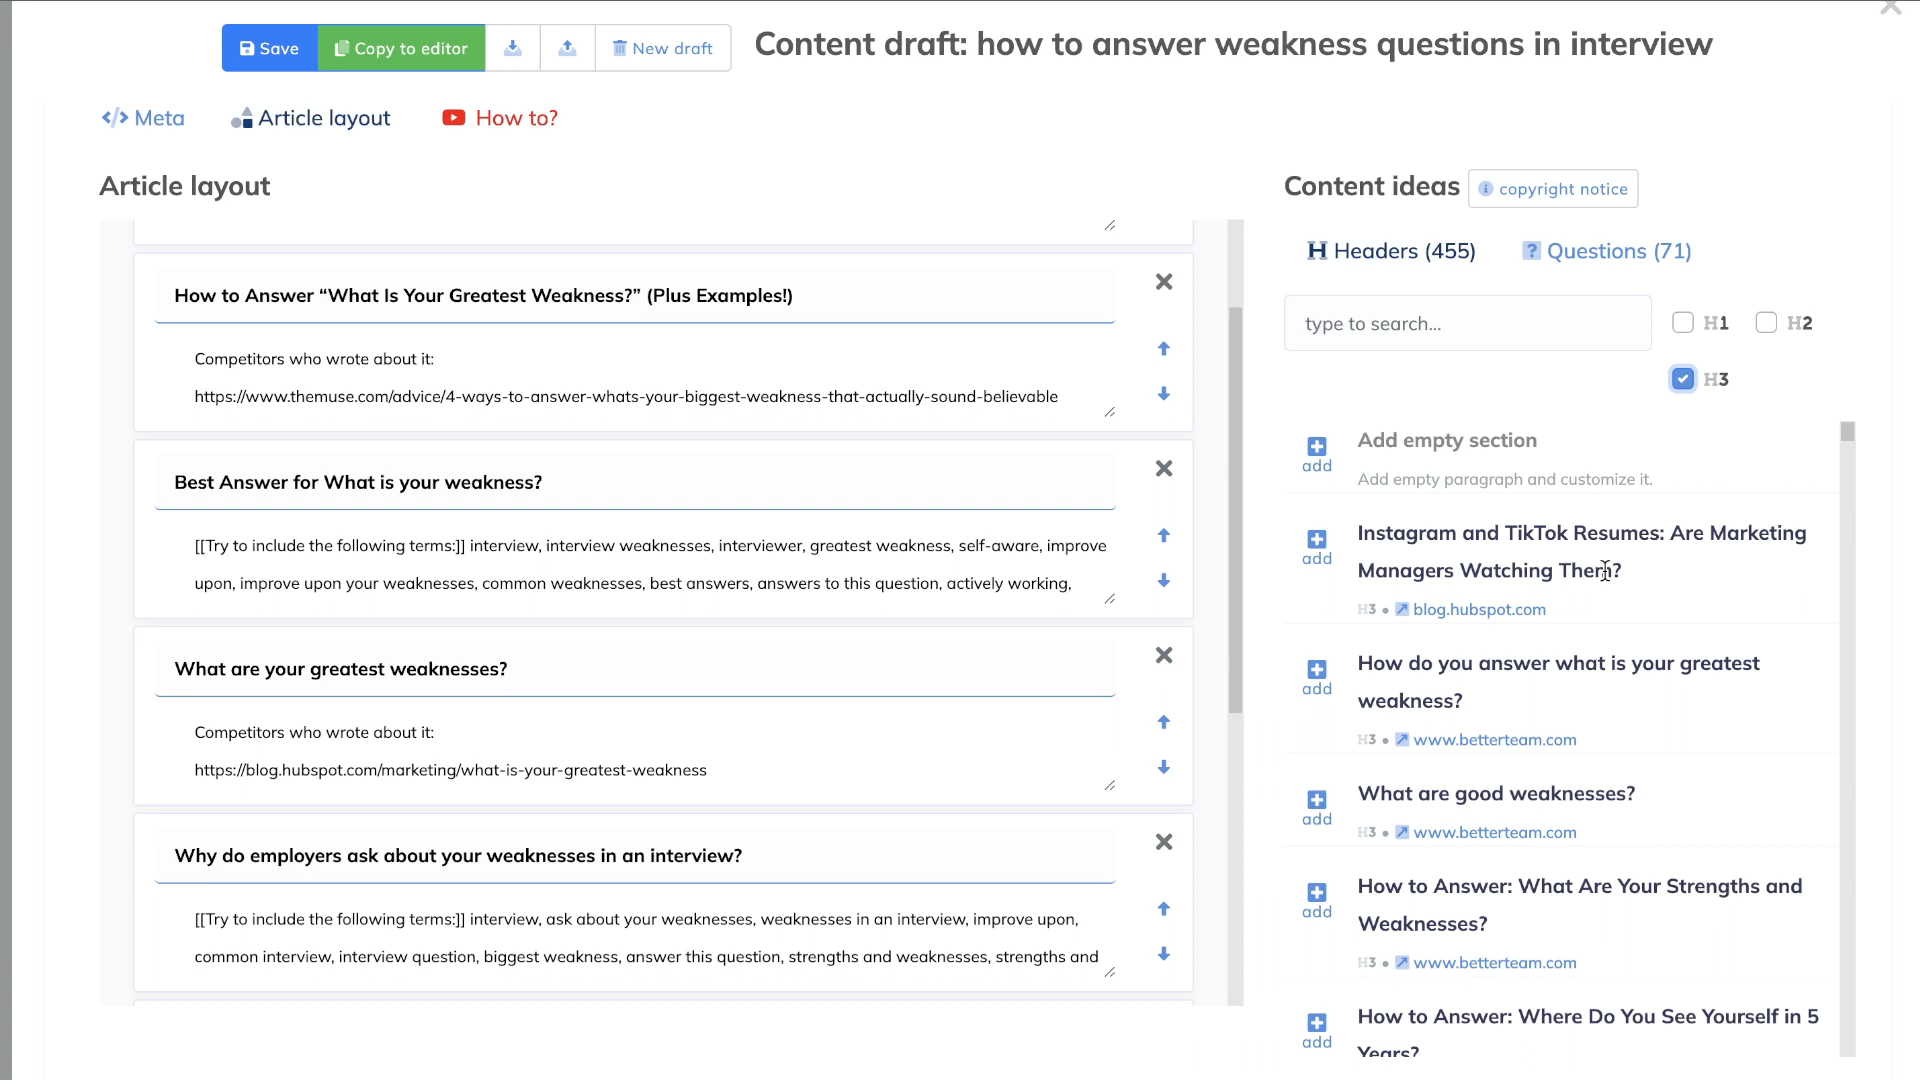 Save
Copy to editor
New draft
Content draft: how to answer weakness questions in interview
Meta
Article layout
How to?
Article layout
How to Answer “What Is Your Greatest Weakness?” (Plus Examples!)
Competitors who wrote about it:
https://www.themuse.com/advice/4-ways-to-answer-whats-your-biggest-weakness-that-actually-sound-believable
Best Answer for What is your weakness?
[[Try to include the following terms:]] interview, interview weaknesses, interviewer, greatest weakness, self-aware, improve
upon, improve upon your weaknesses, common weaknesses, best answers, answers to this question, actively working,
What are your greatest weaknesses?
Competitors who wrote about it:
https://blog.hubspot.com/marketing/what-is-your-greatest-weakness
Why do employers ask about your weaknesses in an interview?
[[Try to include the following terms:]] interview, ask about your weaknesses, weaknesses in an interview, improve upon,
common interview, interview question, biggest weakness, answer this question, strengths and weaknesses, strengths and
Content ideas
copyright notice
H Headers (455)
? Questions (71)
type to search...
H1
H2
H3
add
Add empty section
Add empty paragraph and customize it.
add
Instagram and TikTok Resumes: Are Marketing
Managers Watching Them?
H3 • blog.hubspot.com
add
How do you answer what is your greatest
weakness?
H3 • www.betterteam.com
add
What are good weaknesses?
H3 • www.betterteam.com
add
How to Answer: What Are Your Strengths and
Weaknesses?
H3 • www.betterteam.com
add
How to Answer: Where Do You See Yourself in 5
Years?